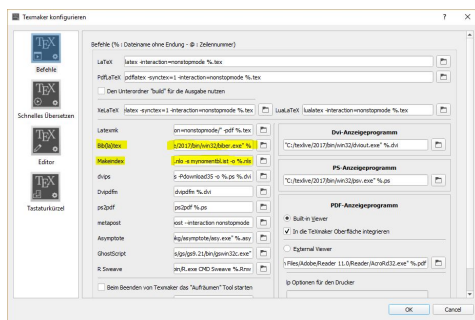 Texmaker konfigurieren
? X
Befehle
Schnelles Übersetzen
Editor
Tastaturkürzel
Befehle (% : Dateiname ohne Endung - @ : Zeilennummer)
LaTeX latex -interaction=nonstopmode %.tex
PdfLaTeX pdflatex -synctex=1 -interaction=nonstopmode %.tex
Den Unterordner "build" für die Ausgabe nutzen
XeLaTeX elatex -synctex=1 -interaction=nonstopmode %.tex LuaLaTeX lualatex -interaction=nonstopmode %.tex
Latexmk on=nonstopmode/" -pdf %.tex
Bib(la)tex /2017/bin/win32/biber.exe" %
Makeindex .nlo -s mynomentbl.ist -o %.nls
dvips s -Pdownload35 -o %.ps %.dvi
Dvipdfm dvipdfm %.dvi
ps2pdf ps2pdf %.ps
metapost post --interaction nonstopmode
Asymptote /asymptote/asy.exe" %.asy
GhostScript s/gs/gs9.21/bin/gswin32c.exe"
R Sweave bin/R.exe CMD Sweave %.Rnw
Beim Beenden von Texmaker das "Aufräumen" Tool starten
Dvi-Anzeigeprogramm
"C:/texlive/2017/bin/win32/dviout.exe" %.dvi
PS-Anzeigeprogramm
"C:/texlive/2017/bin/win32/psv.exe" %.ps
PDF-Anzeigeprogramm
Built-in Viewer
In die TeXmaker Oberfläche integrieren
External Viewer
Files/Adobe/Reader 11.0/Reader/AcroRd32.exe" %.pdf
lp Optionen für den Drucker
OK Cancel